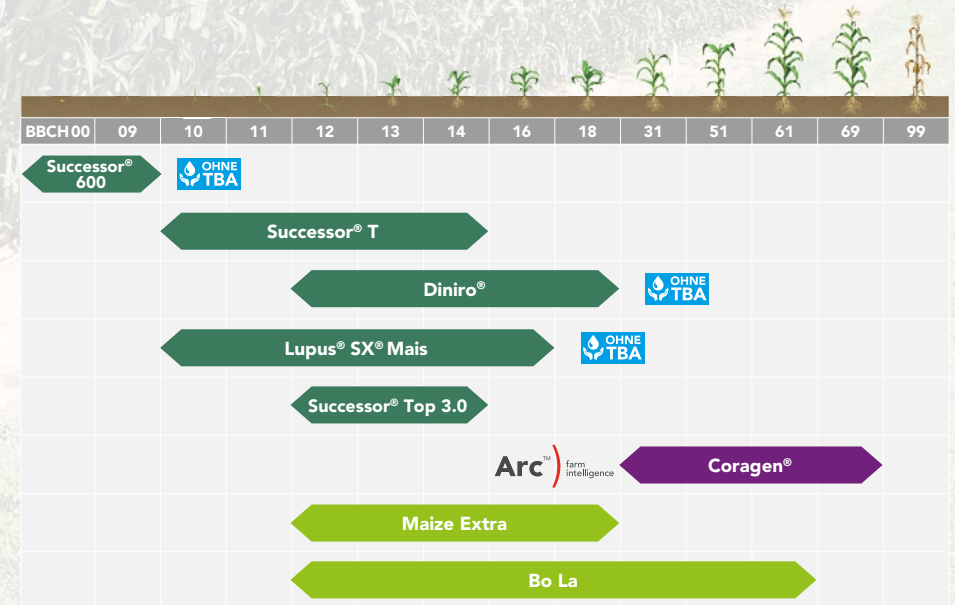 BBCH 00 09 10 11 12 13 14 16 18 31 51 61 69 99
Successor®
600
OHNE
TBA
Successor® T
Diniro®
OHNE
TBA
Lupus® SX® Mais
OHNE
TBA
Successor® Top 3.0
Arc™ farm
intelligence
Coragen®
Maize Extra
Bo La